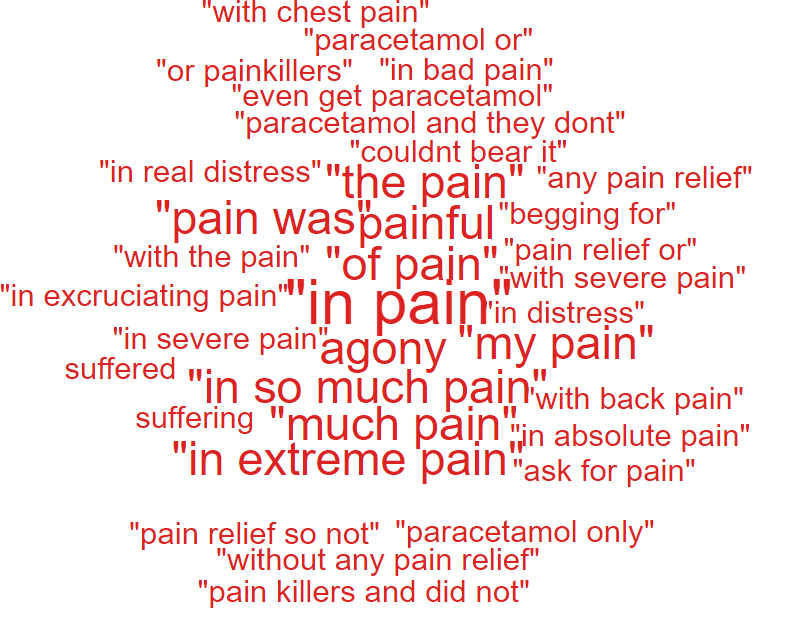 "with chest pain"
"paracetamol or"
"or painkillers" "in bad pain"
"even get paracetamol"
"paracetamol and they dont"
"couldnt bear it"
"in real distress" "the pain" "any pain relief"
"pain was" painful "begging for"
"with the pain" "of pain" "pain relief or"
"with severe pain"
"in excruciating pain" "in pain" "in distress"
"in severe pain" agony "my pain"
suffered "in so much pain" "with back pain"
suffering "much pain" "in absolute pain"
"in extreme pain" "ask for pain"
"pain relief so not" "paracetamol only"
"without any pain relief"
"pain killers and did not"